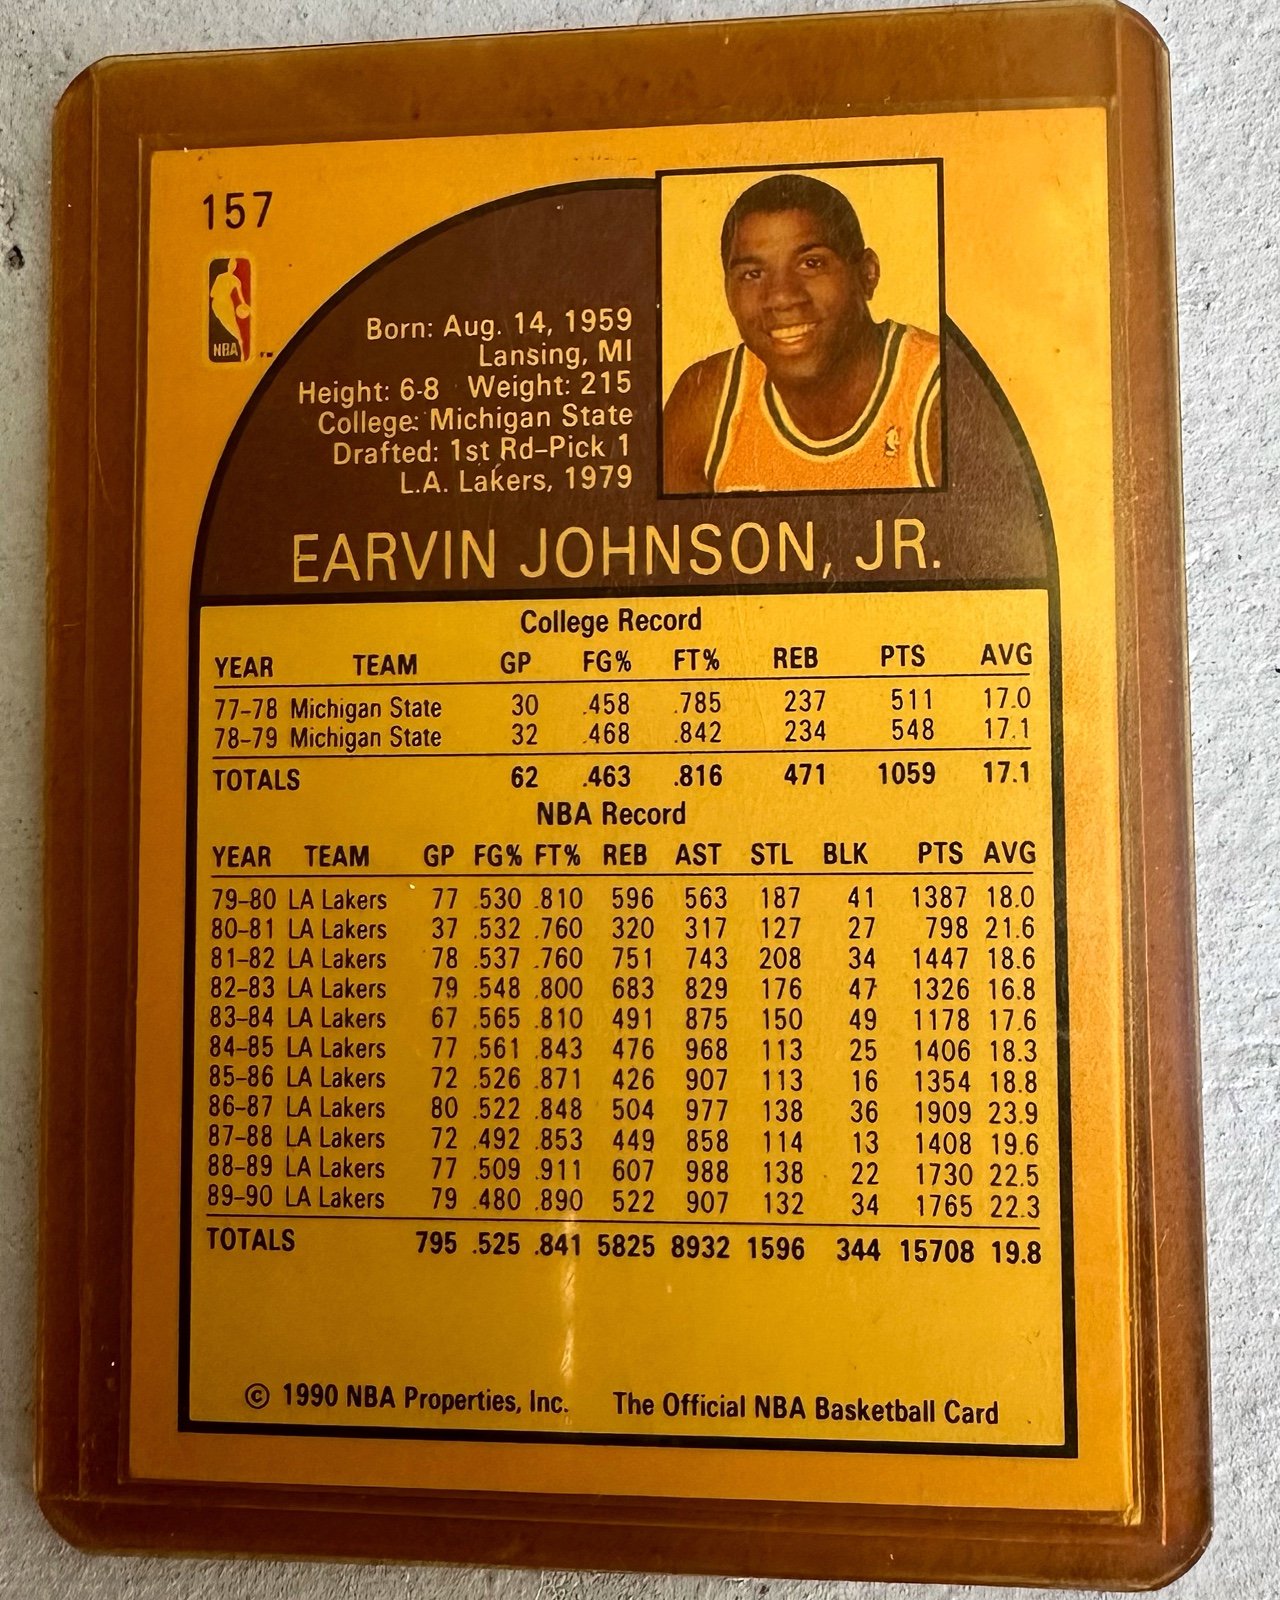 157
NBA
Born: Aug. 14, 1959
Lansing, MI
Height: 6-8 Weight: 215
College: Michigan State
Drafted: 1st Rd-Pick 1
L.A. Lakers, 1979
EARVIN JOHNSON, JR.
College Record
YEAR TEAM GP FG% FT% REB PTS AVG
77-78 Michigan State 30 .458 .785 237 511 17.0
78-79 Michigan State 32 .468 .842 234 548 17.1
TOTALS 62 .463 .816 471 1059 17.1
NBA Record
YEAR TEAM GP FG% FT% REB AST STL BLK PTS AVG
79-80 LA Lakers 77 .530 .810 596 563 187 41 1387 18.0
80-81 LA Lakers 37 .532 .760 320 317 127 27 798 21.6
81-82 LA Lakers 78 .537 .760 751 743 208 34 1447 18.6
82-83 LA Lakers 79 .548 .800 683 829 176 47 1326 16.8
83-84 LA Lakers 67 .565 .810 491 875 150 49 1178 17.6
84-85 LA Lakers 77 .561 .843 476 968 113 25 1406 18.3
85-86 LA Lakers 72 .526 .871 426 907 113 16 1354 18.8
86-87 LA Lakers 80 .522 .848 504 977 138 36 1909 23.9
87-88 LA Lakers 72 .492 .853 449 858 114 13 1408 19.6
88-89 LA Lakers 77 .509 .911 607 988 138 22 1730 22.5
89-90 LA Lakers 79 .480 .890 522 907 132 34 1765 22.3
TOTALS 795 .525 .841 5825 8932 1596 344 15708 19.8
© 1990 NBA Properties, Inc. The Official NBA Basketball Card